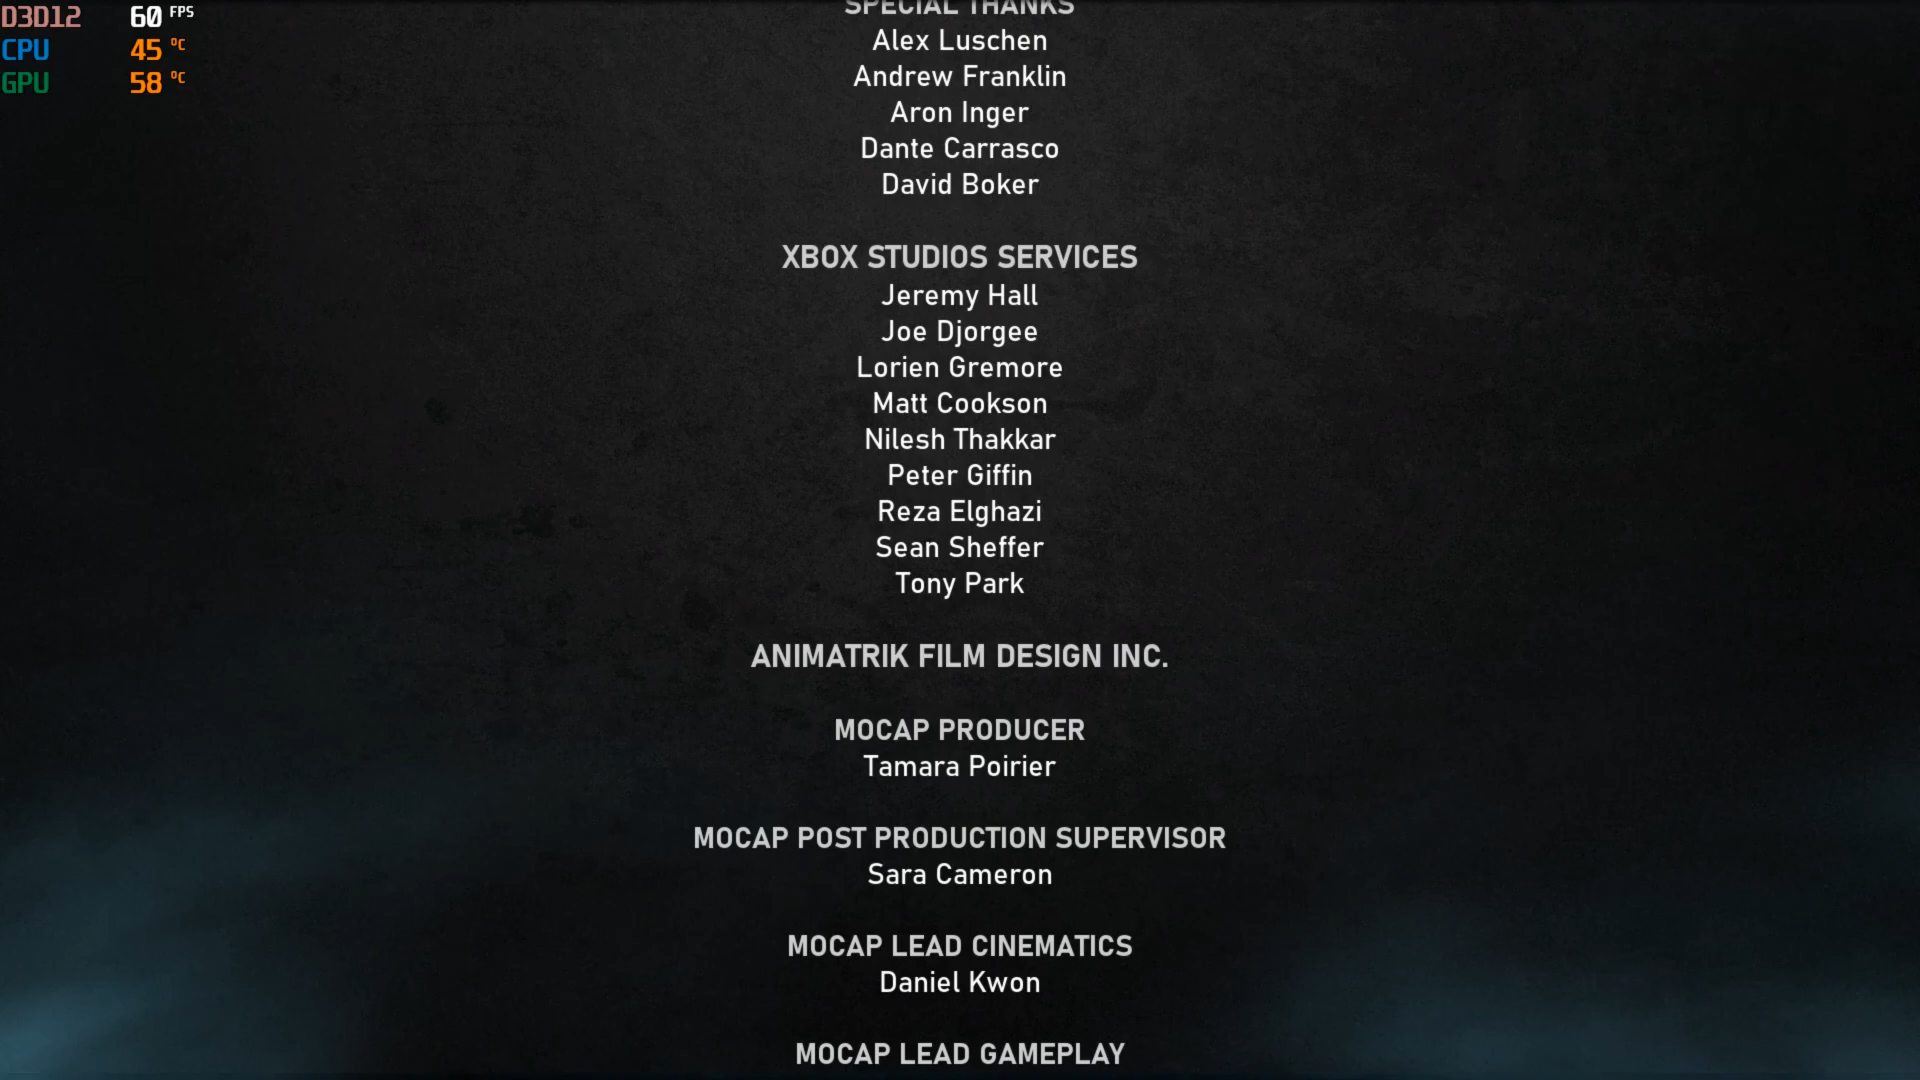 D3D12 60 FPS
CPU 45 °C
GPU 58 °C
SPECIAL THANKS
Alex Luschen
Andrew Franklin
Aron Inger
Dante Carrasco
David Boker
XBOX STUDIOS SERVICES
Jeremy Hall
Joe Djorgee
Lorien Gremore
Matt Cookson
Nilesh Thakkar
Peter Giffin
Reza Elghazi
Sean Sheffer
Tony Park
ANIMATRIK FILM DESIGN INC.
MOCAP PRODUCER
Tamara Poirier
MOCAP POST PRODUCTION SUPERVISOR
Sara Cameron
MOCAP LEAD CINEMATICS
Daniel Kwon
MOCAP LEAD GAMEPLAY